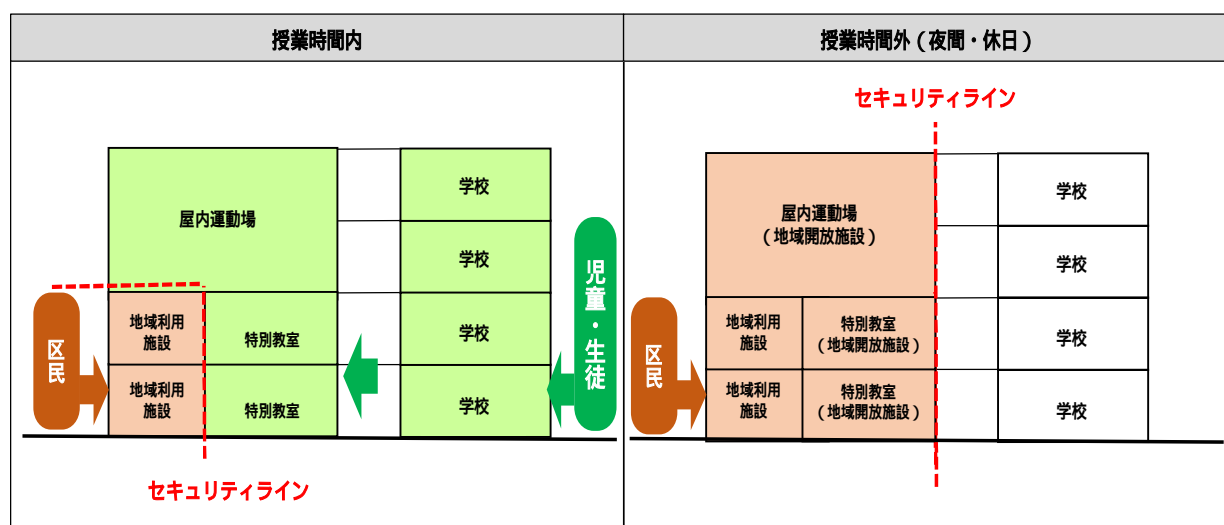 授業時間内
屋内運動場
学校
学校
地域利用
施設
特別教室
学校
地域利用
施設
特別教室
学校
区民
児童・生徒
セキュリティライン
授業時間外(夜間・休日)
セキュリティライン
屋内運動場
(地域開放施設)
学校
学校
地域利用
施設
特別教室
(地域開放施設)
学校
地域利用
施設
特別教室
(地域開放施設)
学校
区民